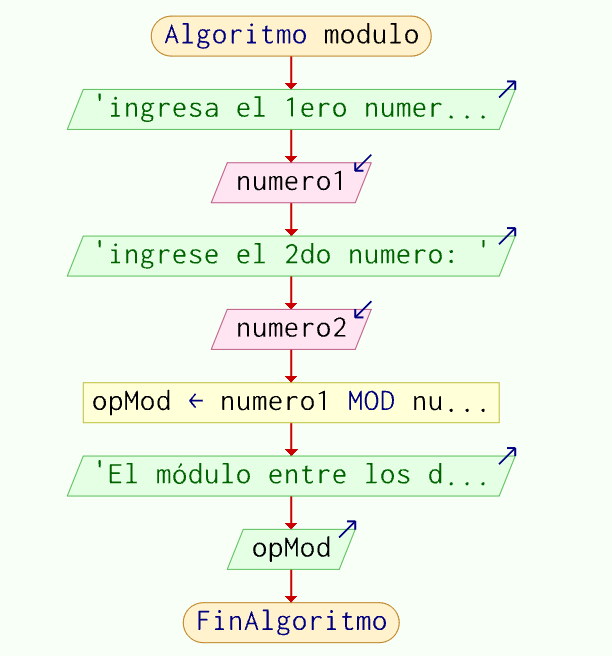 Algoritmo modulo
'ingresa el 1ero numer...
numero1
'ingrese el 2do numero: '
numero2
opMod ← numero1 MOD nu...
'El módulo entre los d...
opMod
FinAlgoritmo